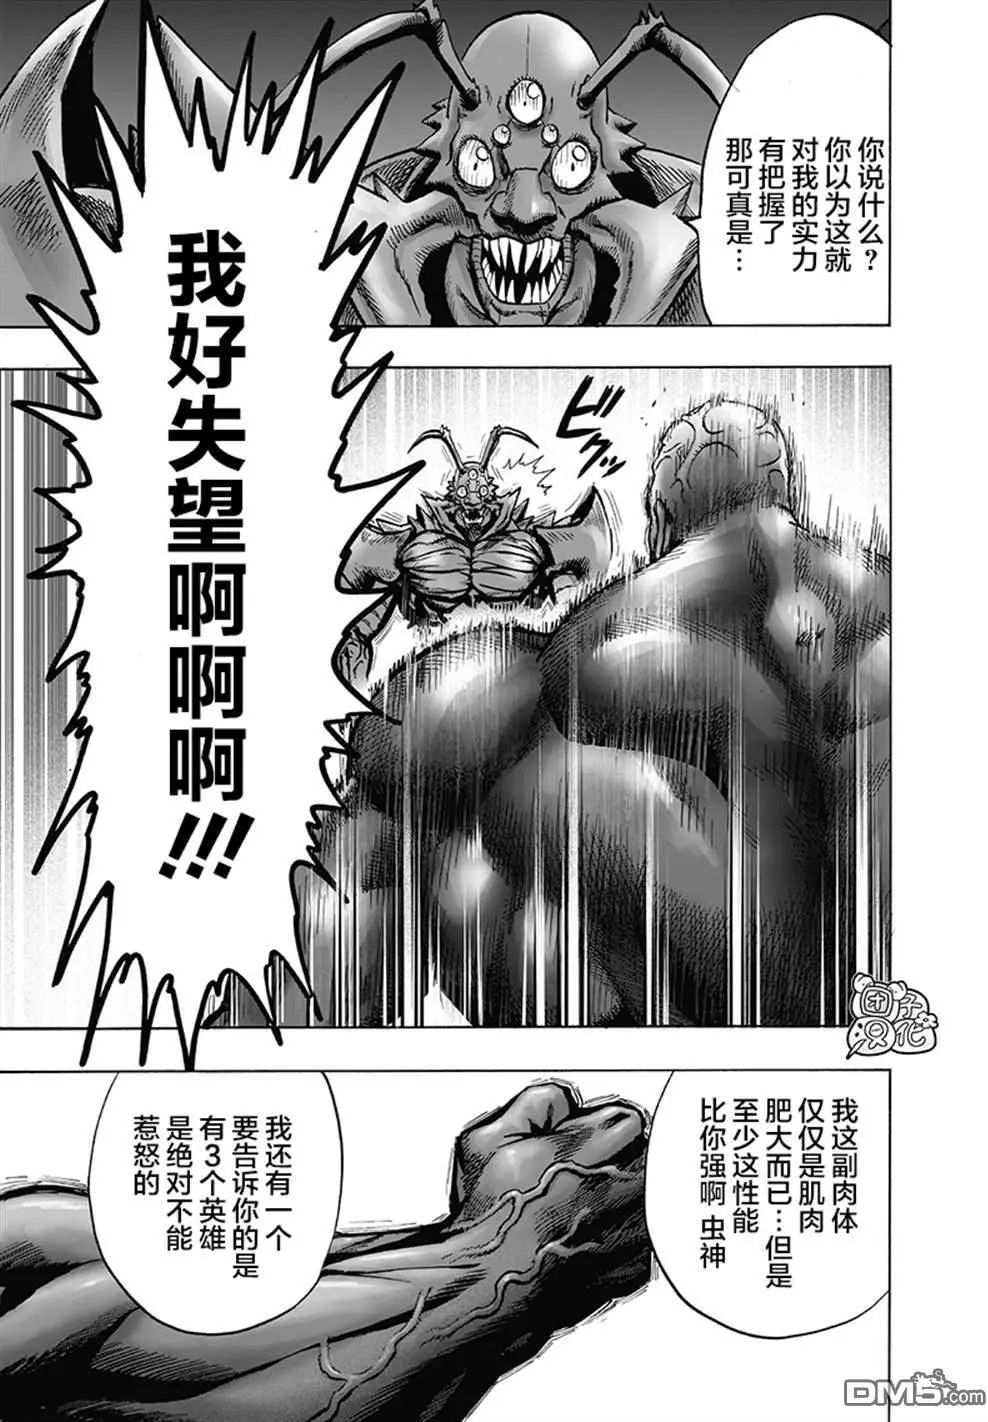 你说什么？
你以为这就
对我的实力
有把握了
那可真是…
我好失望啊啊啊!!!
ビクッ
我这副肉体
仅仅是肌肉
肥大而已…但是
至少这性能
比你强啊 虫神
我还有一个
要告诉你的是
有3个英雄
是绝对不能
惹怒的
团子
汉化
DM5.com